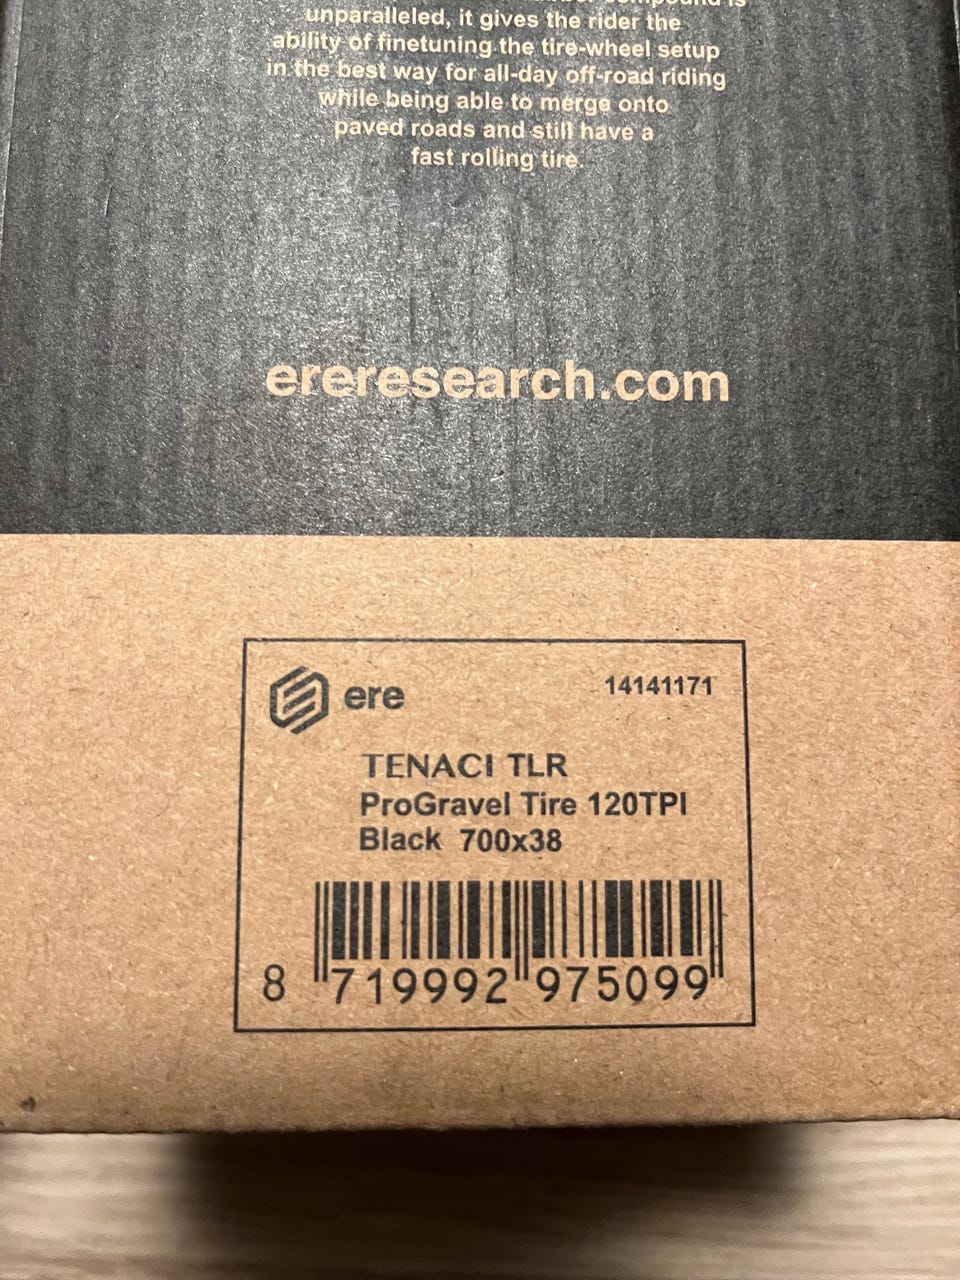 compound is
unparalleled, it gives the rider the
ability of finetuning the tire-wheel setup
in the best way for all-day off-road riding
while being able to merge onto
paved roads and still have a
fast rolling tire.
ereresearch.com
ere 14141171
TENACI TLR
ProGravel Tire 120TPI
Black 700x38
8 719992 975099